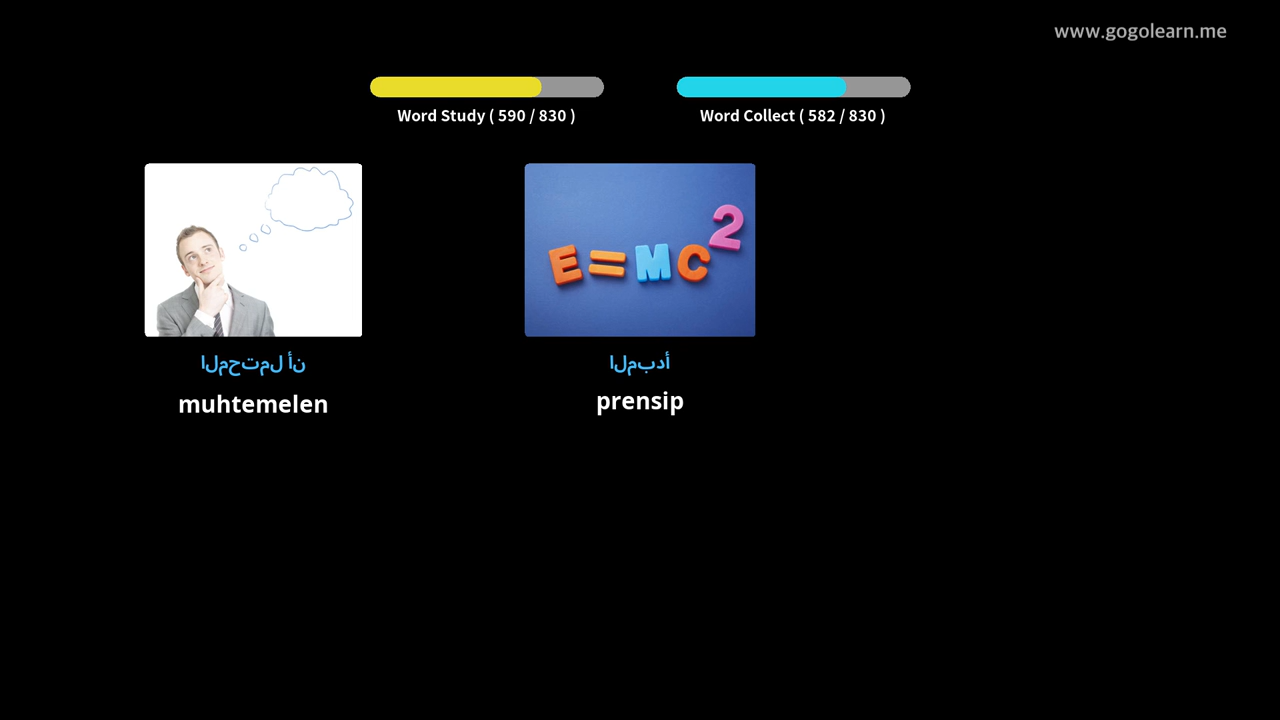 www.gogolearn.me
Word Study ( 590 / 830 )
Word Collect ( 582 / 830 )
E=MC2
المحتمل أن
muhtemelen
المبدأ
prensip